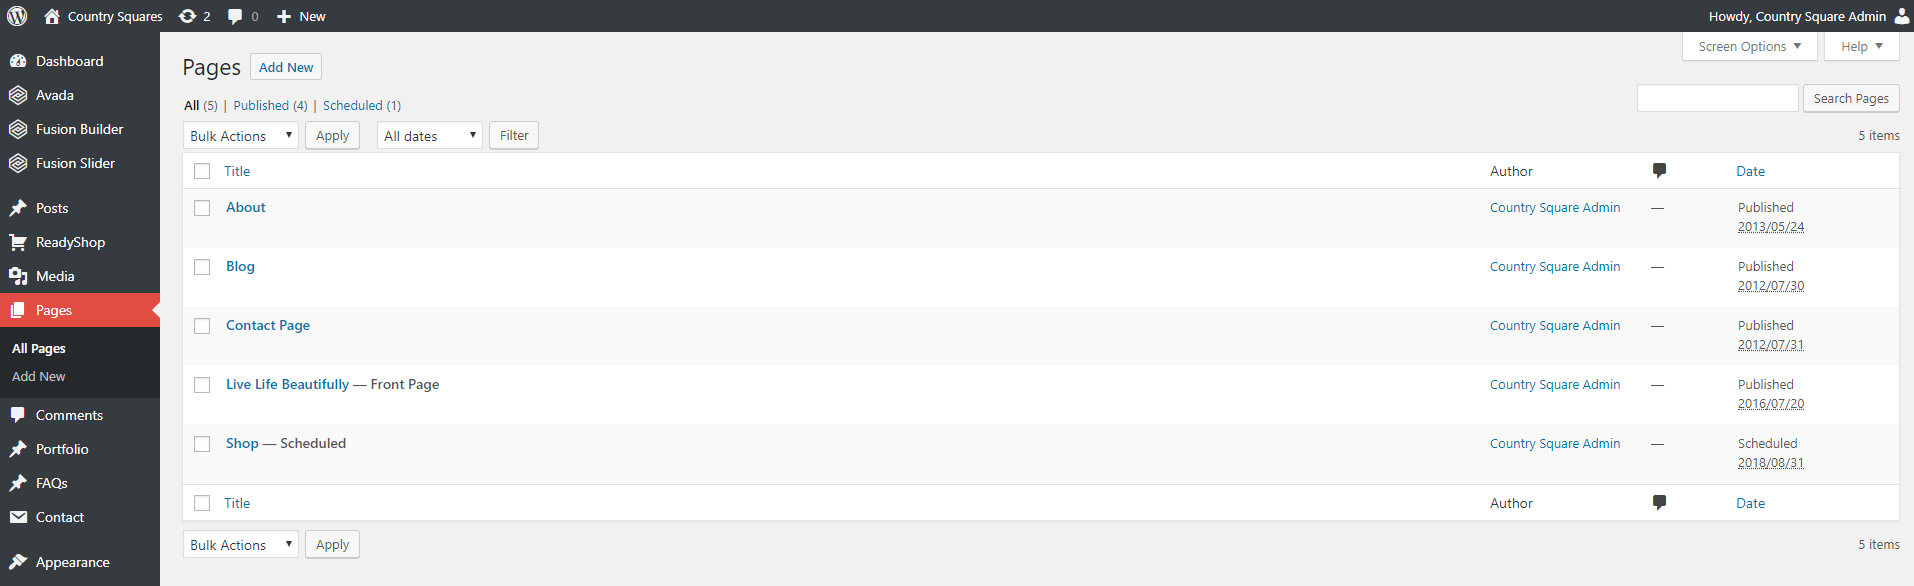 Country Squares 2 0 New Howdy, Country Square Admin
Dashboard
Avada
Fusion Builder
Fusion Slider
Posts
ReadyShop
Media
Pages
All Pages
Add New
Comments
Portfolio
FAQs
Contact
Appearance
Screen Options Help
Pages Add New
All (5) | Published (4) | Scheduled (1)
Search Pages
Bulk Actions Apply All dates Filter 5 items
Title Author Date
About Country Square Admin — Published
2013/05/24
Blog Country Square Admin — Published
2012/07/30
Contact Page Country Square Admin — Published
2012/07/31
Live Life Beautifully — Front Page Country Square Admin — Published
2016/07/20
Shop — Scheduled Country Square Admin — Scheduled
2018/08/31
Title Author Date
Bulk Actions Apply 5 items